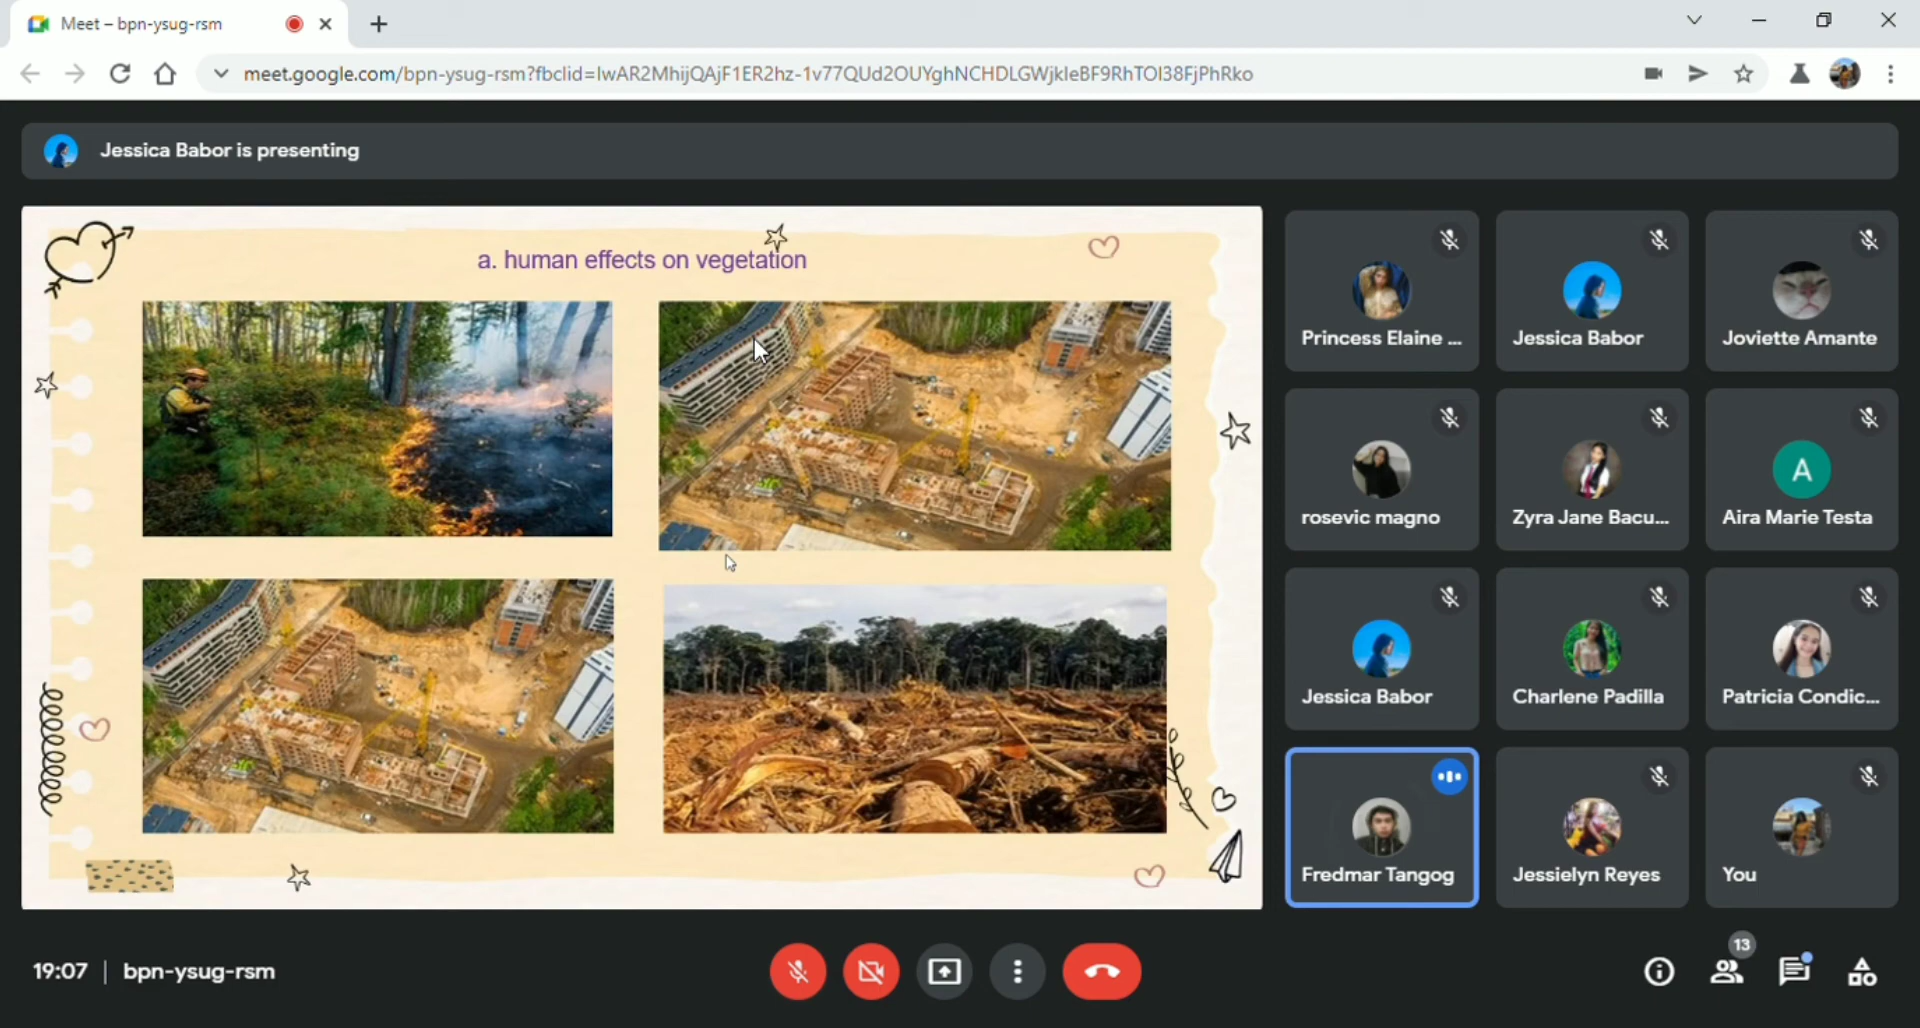 Meet – bpn-ysug-rsm
meet.google.com/bpn-ysug-rsm?fbclid=IwAR2MhijQAjF1ER2hz-1v77QUd2OUYghNCHDLGWjkIeBF9RhTOI38FjPhRko
Jessica Babor is presenting
a. human effects on vegetation
Princess Elaine ...
Jessica Babor
Joviette Amante
rosevic magno
Zyra Jane Bacu...
A
Aira Marie Testa
Jessica Babor
Charlene Padilla
Patricia Condic...
Fredmar Tangog
Jessielyn Reyes
You
19:07 | bpn-ysug-rsm
13